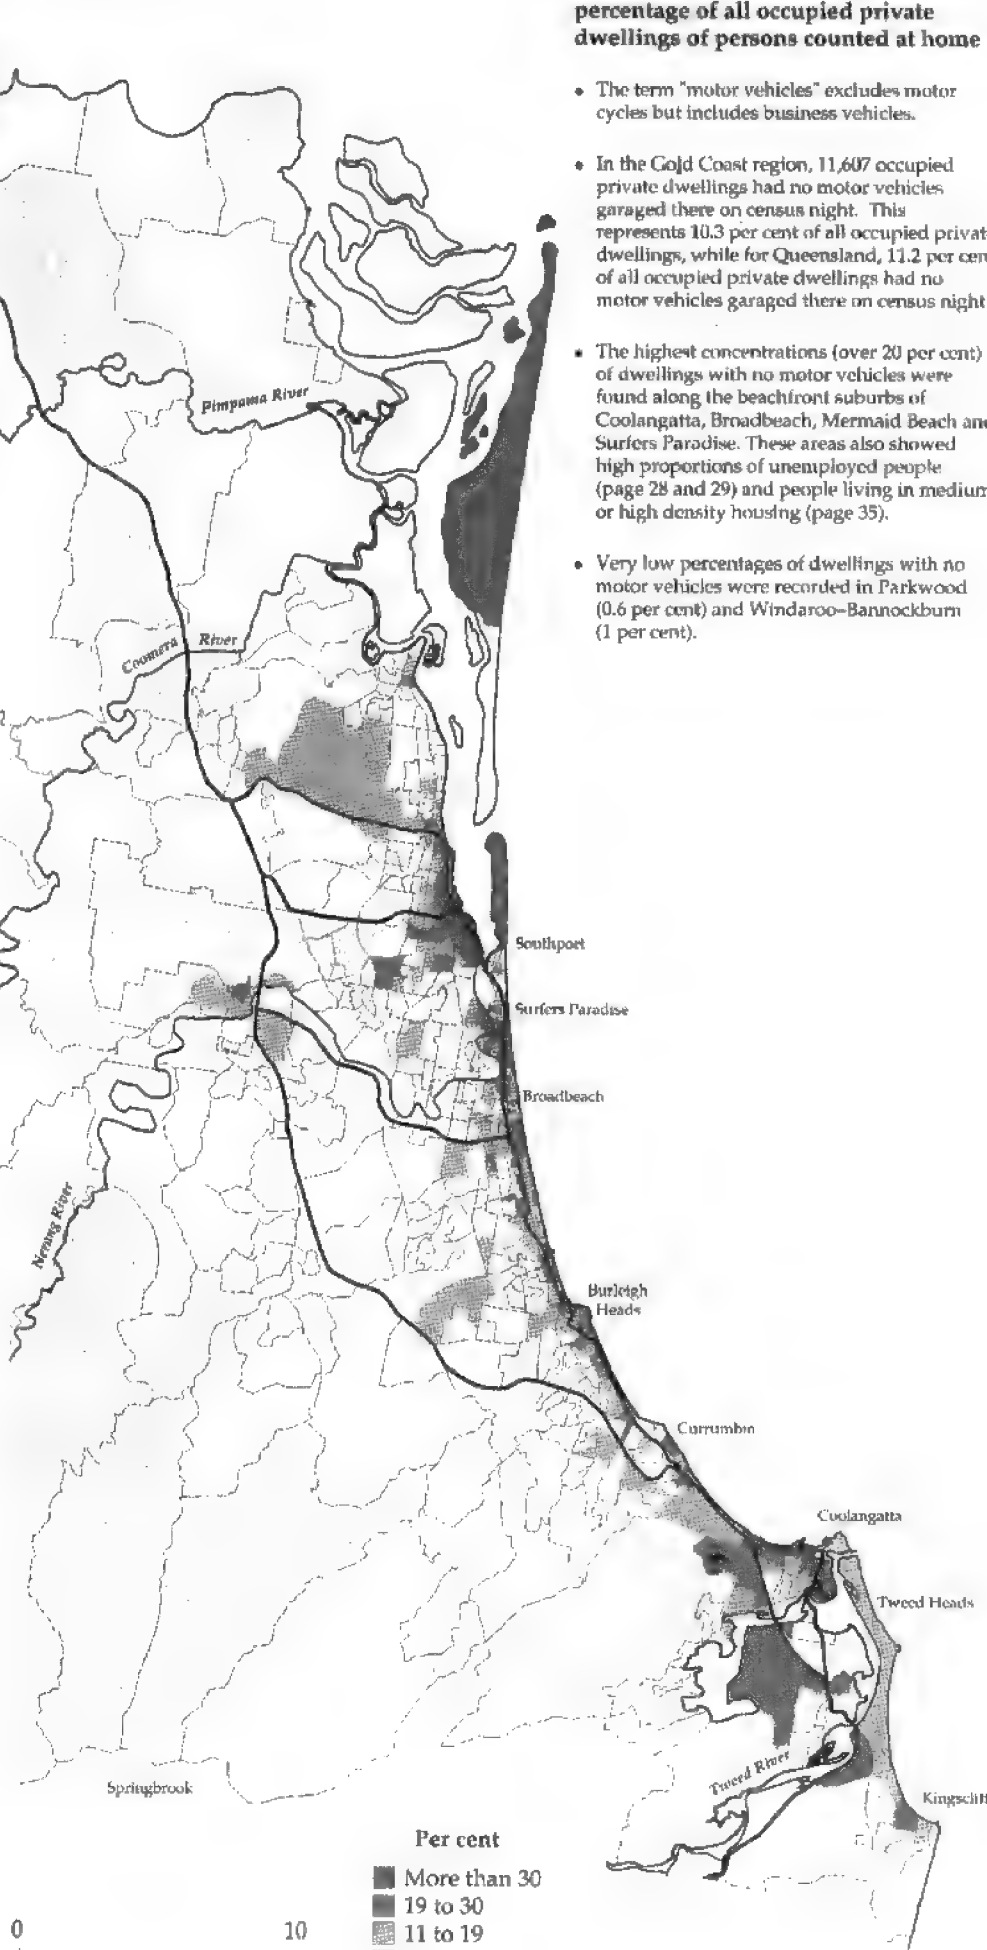 percentage of all occupied private
dwellings of persons counted at home
• The term "motor vehicles" excludes motor
cycles but includes business vehicles.
• In the Gold Coast region, 11,607 occupied
private dwellings had no motor vehicles
garaged there on census night. This
represents 10.3 per cent of all occupied privat
dwellings, while for Queensland, 11.2 per cen
of all occupied private dwellings had no
motor vehicles garaged there on census night
• The highest concentrations (over 20 per cent)
of dwellings with no motor vehicles were
found along the beachfront suburbs of
Coolangatta, Broadbeach, Mermaid Beach and
Surfers Paradise. These areas also showed
high proportions of unemployed people
(page 28 and 29) and people living in medium
or high density housing (page 35).
• Very low percentages of dwellings with no
motor vehicles were recorded in Parkwood
(0.6 per cent) and Windaroo-Bannockburn
(1 per cent).
Pimpama River
Coomera River
Southport
Surfers Paradise
Broadbeach
Nerang River
Burleigh
Heads
Currumbin
Coolangatta
Tweed Heads
Tweed River
Springbrook
Kingscliff
Per cent
More than 30
19 to 30
11 to 19
0 10